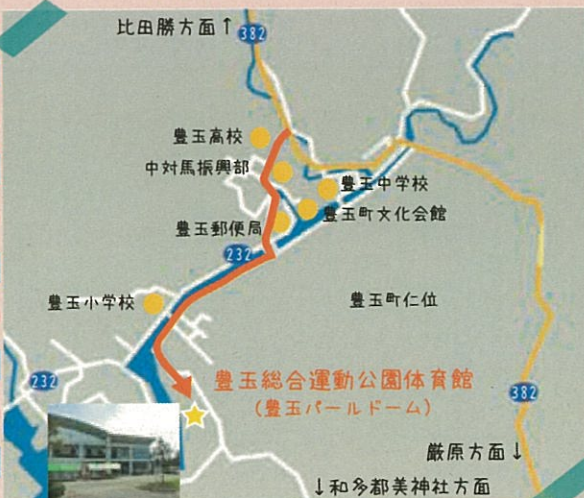 比田勝方面↑
382
豊玉高校
中対馬振興部
豊玉中学校
豊玉町文化会館
豊玉郵便局
232
豊玉小学校
豊玉町仁位
豊玉総合運動公園体育館
(豊玉パールドーム)
232
382
厳原方面↓
↓和多都美神社方面